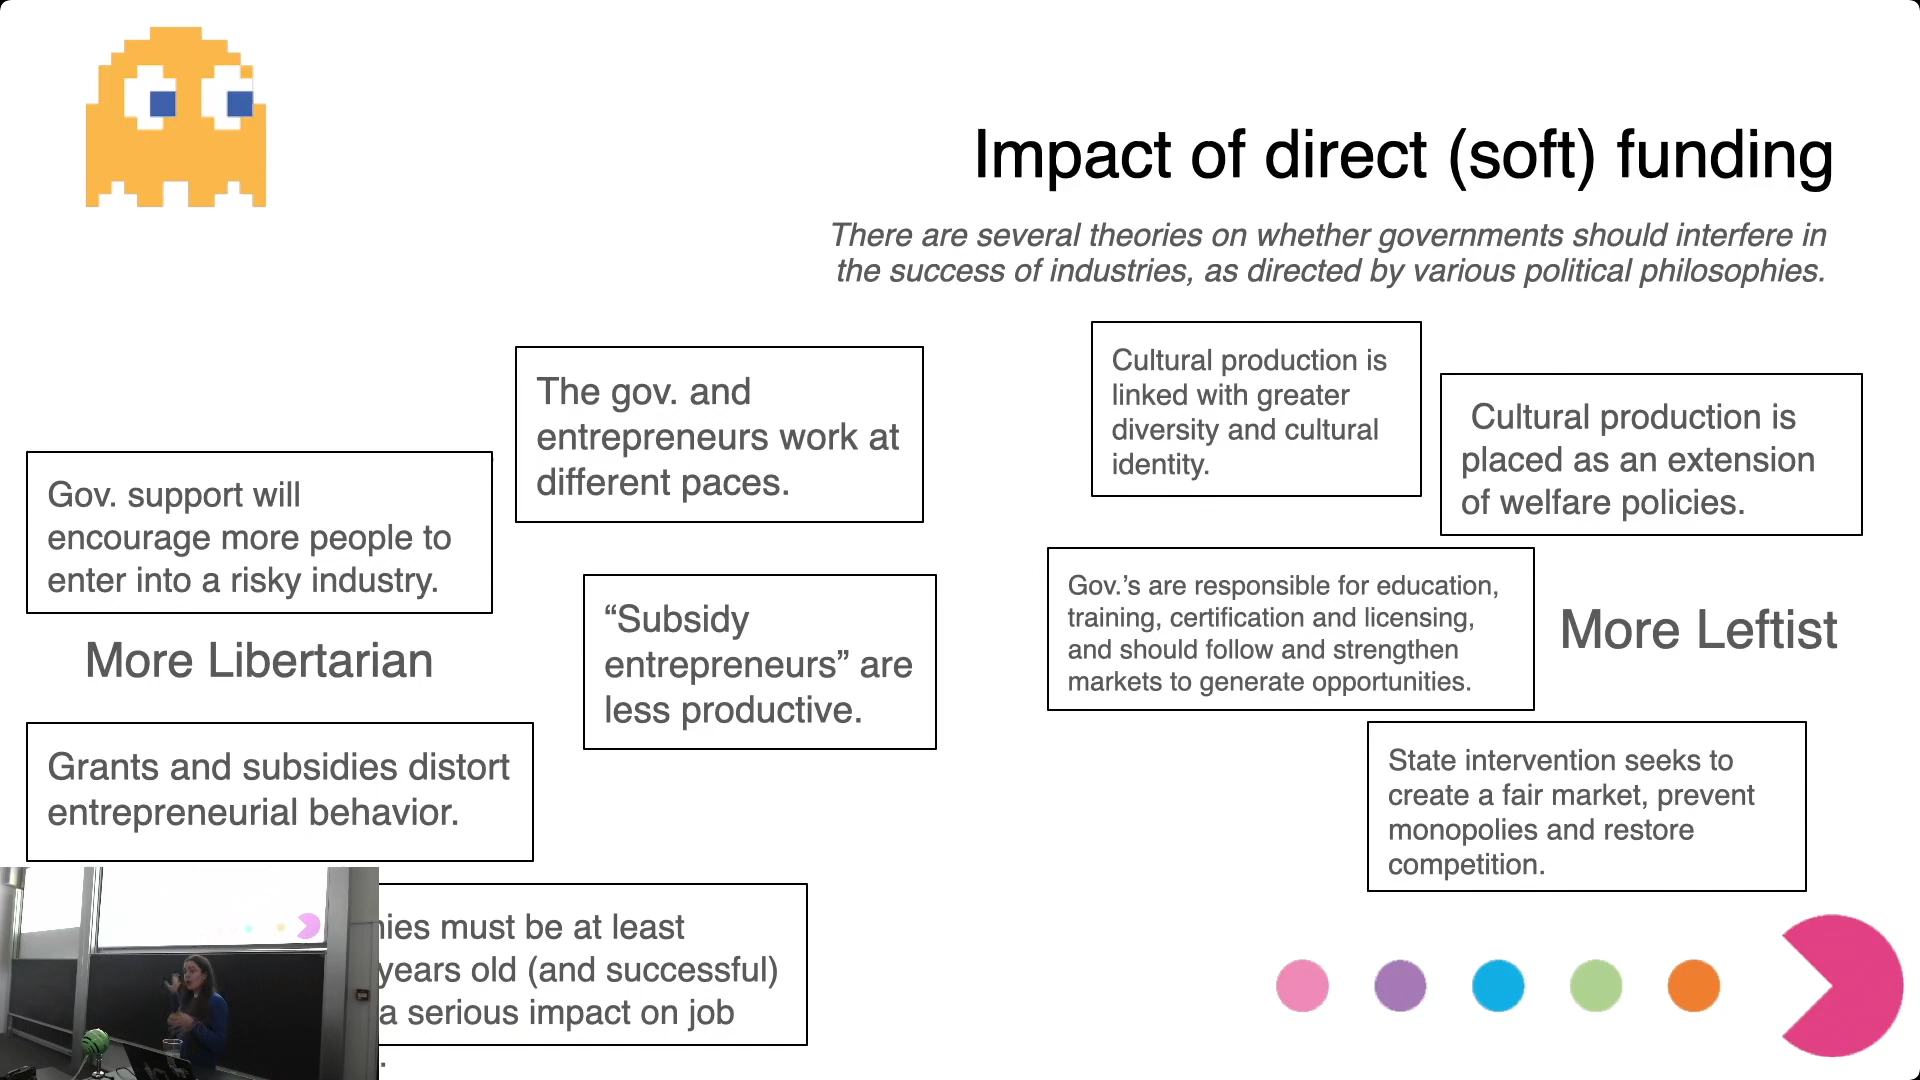 Impact of direct (soft) funding
There are several theories on whether governments should interfere in
the success of industries, as directed by various political philosophies.
The gov. and
entrepreneurs work at
different paces.
Gov. support will
encourage more people to
enter into a risky industry.
More Libertarian
“Subsidy
entrepreneurs” are
less productive.
Grants and subsidies distort
entrepreneurial behavior.
must be at least
years old (and successful)
a serious impact on job
Cultural production is
linked with greater
diversity and cultural
identity.
Cultural production is
placed as an extension
of welfare policies.
Gov.’s are responsible for education,
training, certification and licensing,
and should follow and strengthen
markets to generate opportunities.
More Leftist
State intervention seeks to
create a fair market, prevent
monopolies and restore
competition.